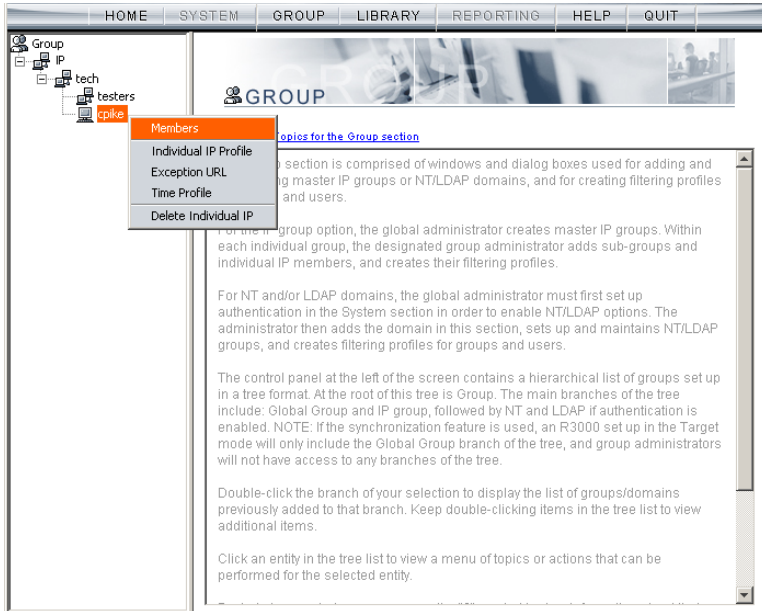 HOME SYSTEM GROUP LIBRARY REPORTING HELP QUIT
Group
IP
tech
testers
cpike
Members
Individual IP Profile
Exception URL
Time Profile
Delete Individual IP
GROUP
GROUP
opics for the Group section
section is comprised of windows and dialog boxes used for adding and
master IP groups or NT/LDAP domains, and for creating filtering profiles
and users.
group option, the global administrator creates master IP groups. Within
each individual group, the designated group administrator adds sub-groups and
individual IP members, and creates their filtering profiles.
For NT and/or LDAP domains, the global administrator must first set up
authentication in the System section in order to enable NT/LDAP options. The
administrator then adds the domain in this section, sets up and maintains NT/LDAP
groups, and creates filtering profiles for groups and users.
The control panel at the left of the screen contains a hierarchical list of groups set up
in a tree format. At the root of this tree is Group. The main branches of the tree
include: Global Group and IP group, followed by NT and LDAP if authentication is
enabled. NOTE: If the synchronization feature is used, an R3000 set up in the Target
mode will only include the Global Group branch of the tree, and group administrators
will not have access to any branches of the tree.
Double-click the branch of your selection to display the list of groups/domains
previously added to that branch. Keep double-clicking items in the tree list to view
additional items.
Click an entity in the tree list to view a menu of topics or actions that can be
performed for the selected entity.